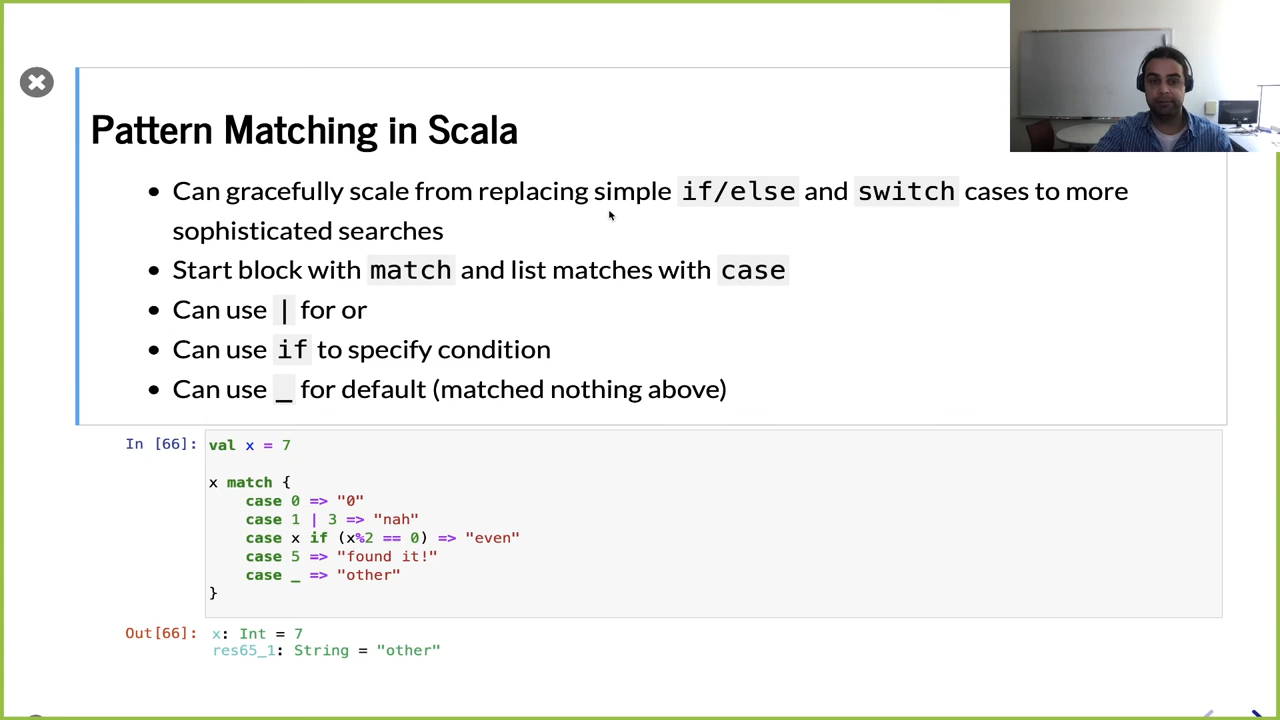 Pattern Matching in Scala
• Can gracefully scale from replacing simple if/else and switch cases to more
sophisticated searches
• Start block with match and list matches with case
• Can use | for or
• Can use if to specify condition
• Can use _ for default (matched nothing above)
In [66]: val x = 7
x match {
case 0 => "0"
case 1 | 3 => "nah"
case x if (x%2 == 0) => "even"
case 5 => "found it!"
case _ => "other"
}
Out[66]: x: Int = 7
res65_1: String = "other"